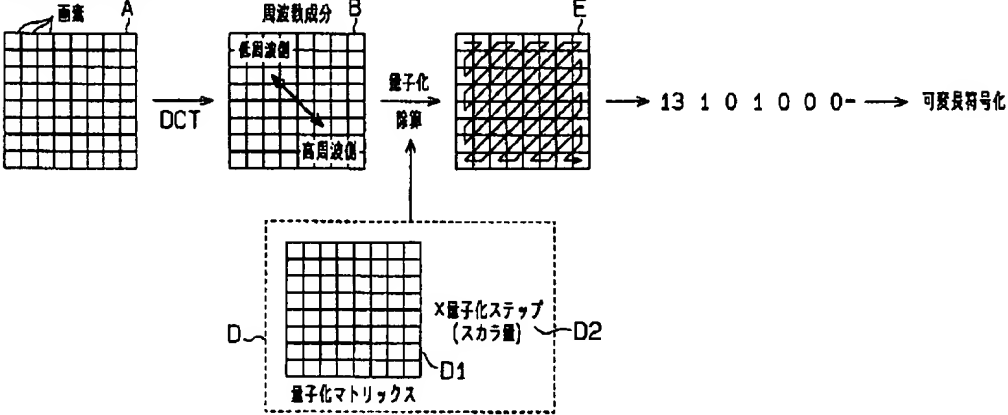 画素
A
周波数成分
B
E
低周波側
高周波側
DCT
量子化
除算
13 1 0 1 0 0 0-
可変長符号化
D
×量子化ステップ
(スカラ量)
D2
D1
量子化マトリックス